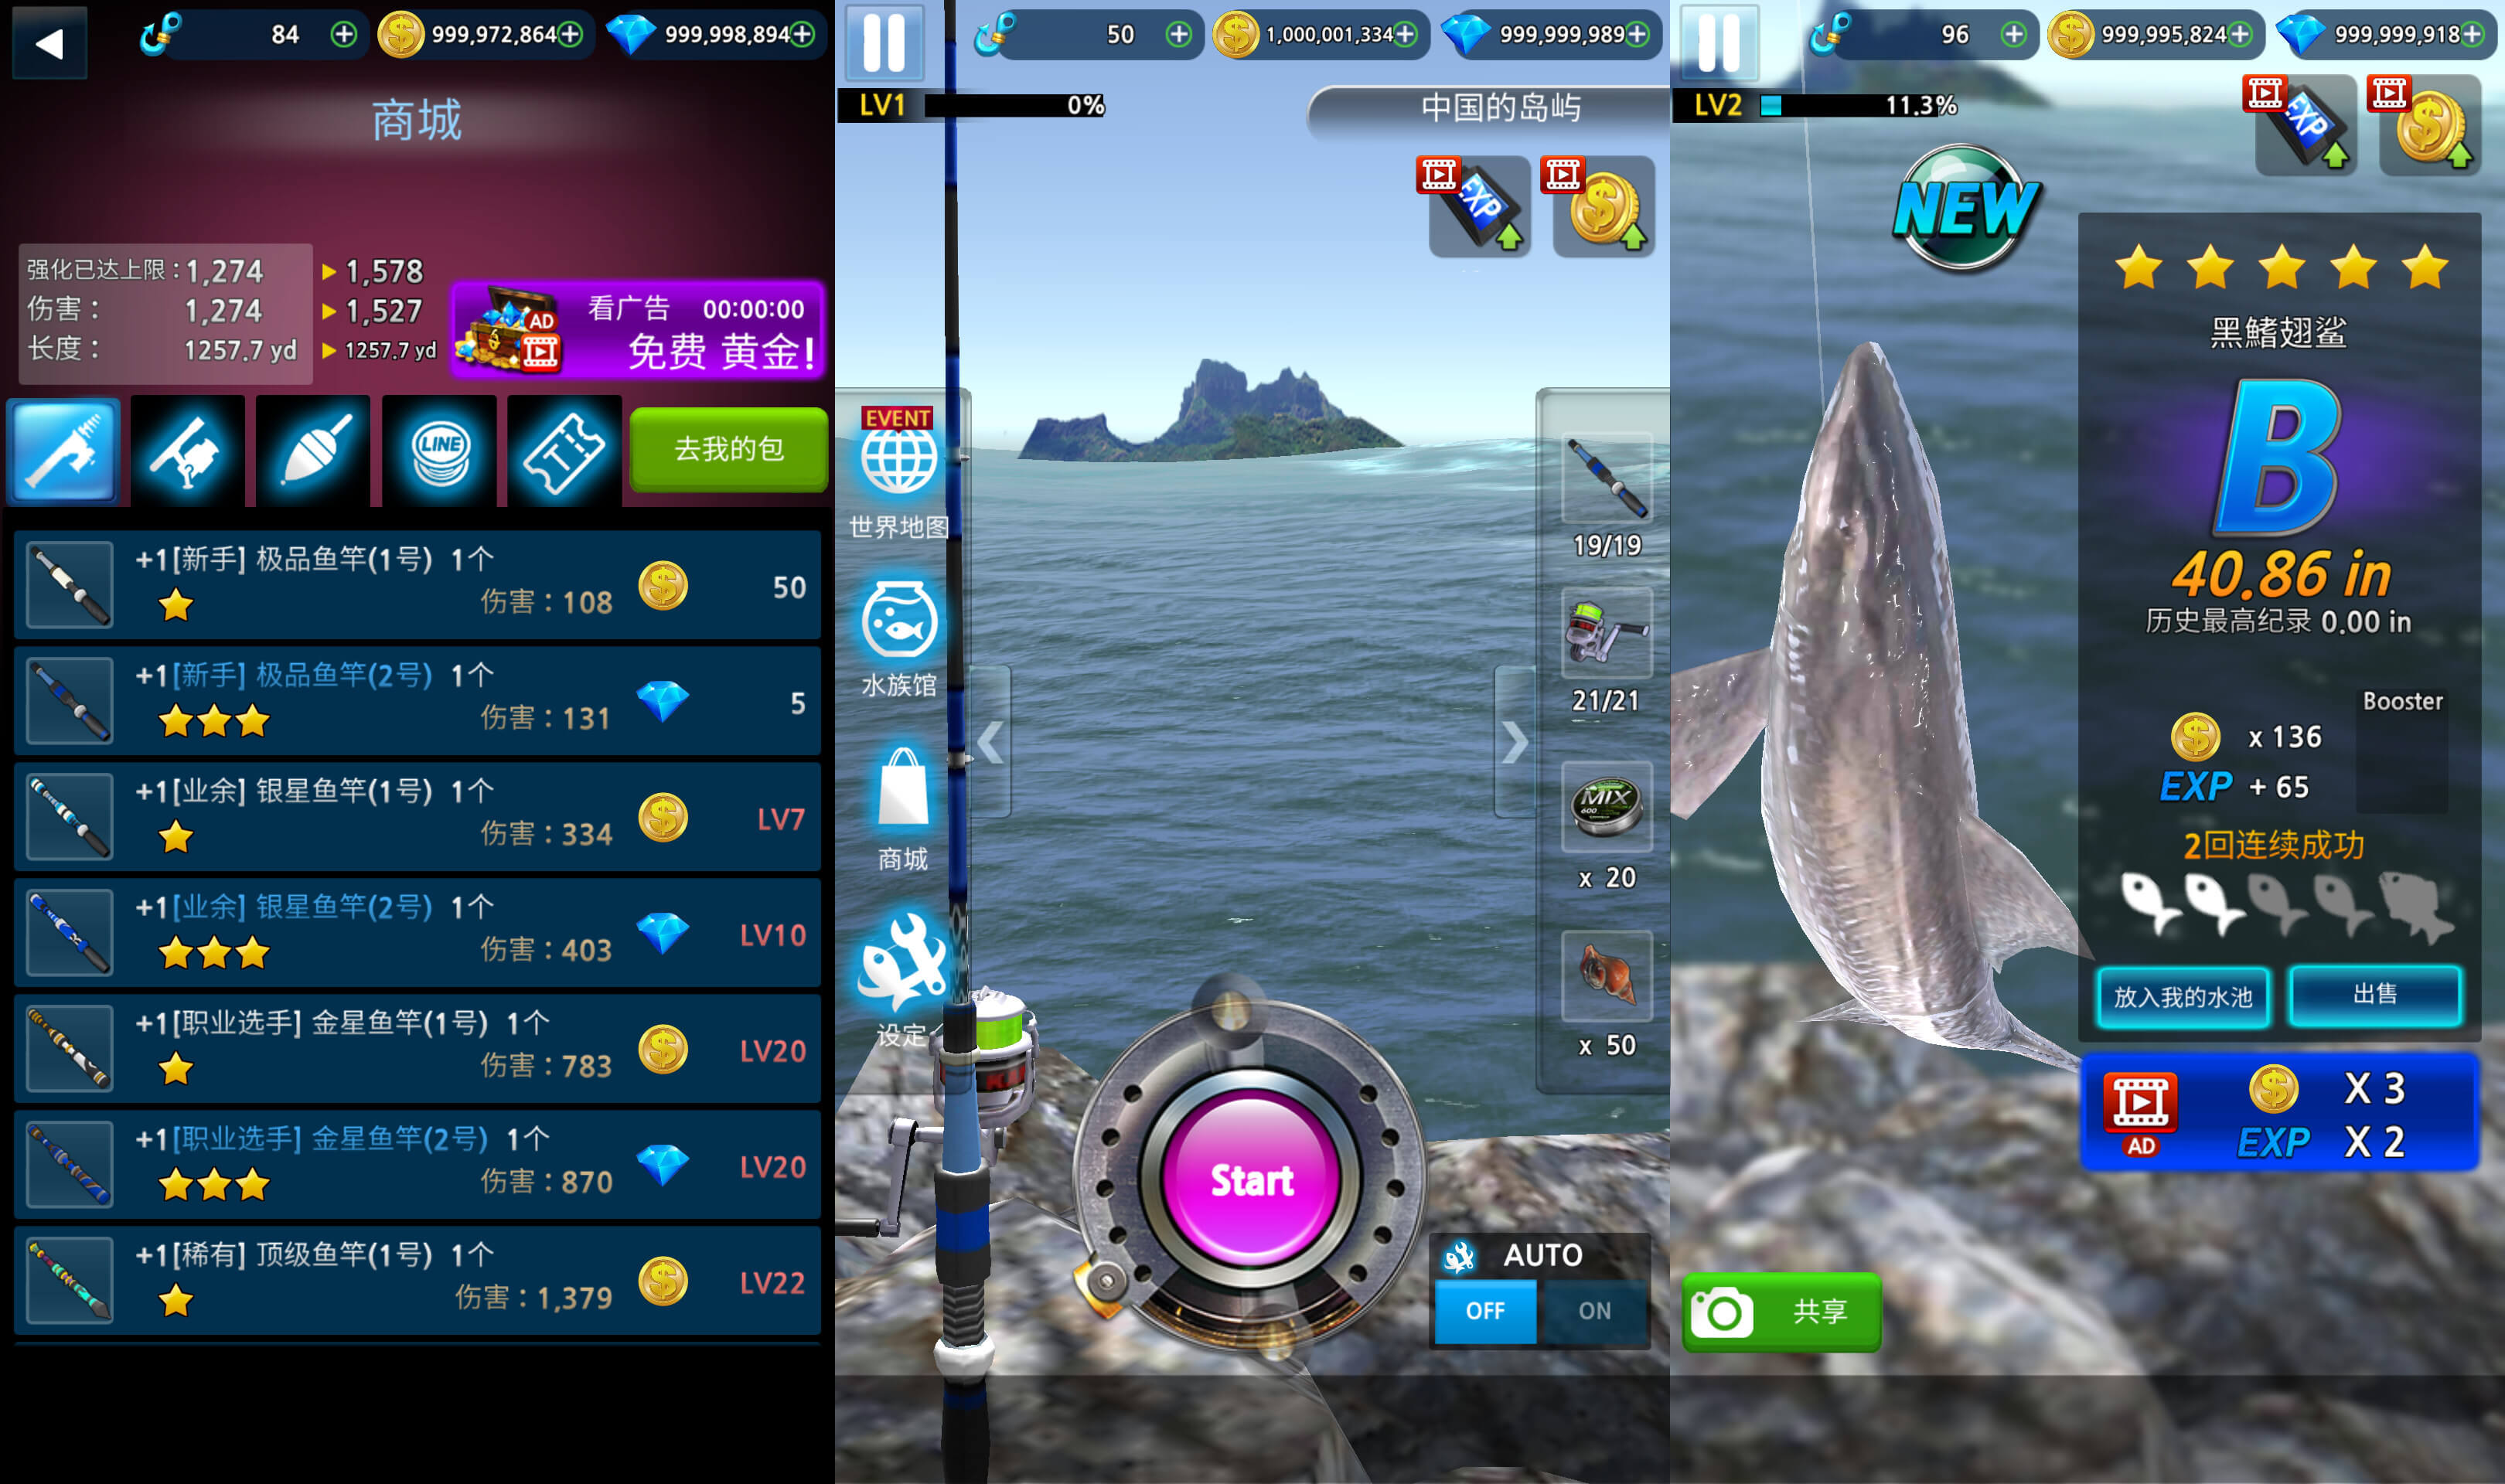 84
999,972,864
999,998,894
商城
强化已达上限 : 1,274 ▶ 1,578
伤害 : 1,274 ▶ 1,527
长度 : 1257.7 yd ▶ 1257.7 yd
AD
看广告 00:00:00
免费 黄金!
LINE
去我的包
+1[新手] 极品鱼竿(1号) 1个
伤害 : 108
50
+1[新手] 极品鱼竿(2号) 1个
伤害 : 131
5
+1[业余] 银星鱼竿(1号) 1个
伤害 : 334
LV7
+1[业余] 银星鱼竿(2号) 1个
伤害 : 403
LV10
+1[职业选手] 金星鱼竿(1号) 1个
伤害 : 783
LV20
+1[职业选手] 金星鱼竿(2号) 1个
伤害 : 870
LV20
+1[稀有] 顶级鱼竿(1号) 1个
伤害 : 1,379
LV22
50
1,000,001,334
999,999,989
LV1 0%
中国的岛屿
EXP
EVENT
世界地图
水族馆
商城
设定
19/19
21/21
MIX
600
x 20
x 50
Start
AUTO
OFF ON
96
999,995,824
999,999,918
LV2 11.3%
EXP
NEW
黑鰭翅鲨
B
40.86 in
历史最高纪录 0.00 in
Booster
x 136
EXP + 65
2回连续成功
放入我的水池 出售
X 3
AD EXP X 2
共享